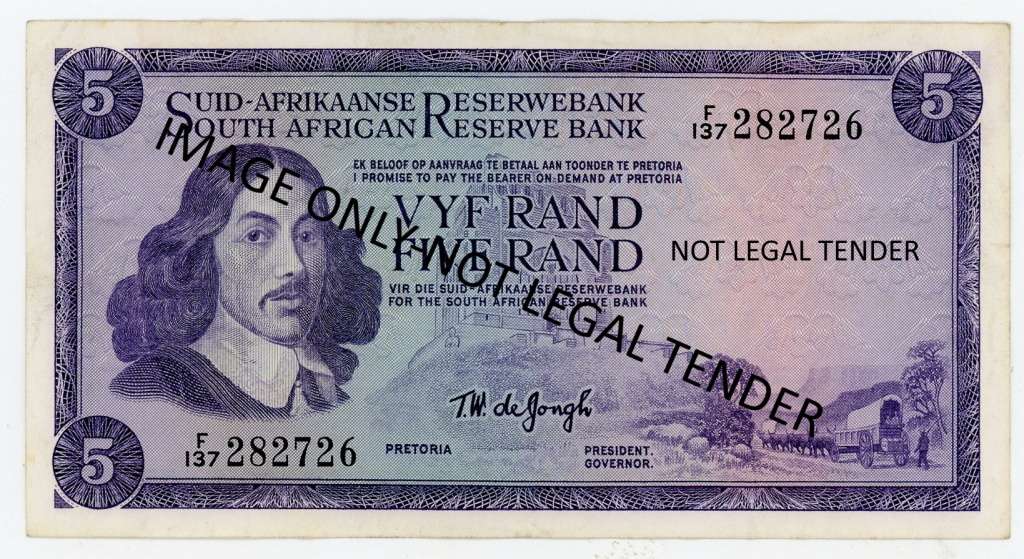 5
5
SUID-AFRIKAANSE RESERWEBANK
SOUTH AFRICAN RESERVE BANK
F/137 282726
EK BELOOF OP AANVRAAG TE BETAAL AAN TOONDER TE PRETORIA
I PROMISE TO PAY THE BEARER ON DEMAND AT PRETORIA
VYF RAND
FIVE RAND
NOT LEGAL TENDER
VIR DIE SUID-AFRIKAANSE RESERWEBANK
FOR THE SOUTH AFRICAN RESERVE BANK
IMAGE ONLY NOT LEGAL TENDER
T.W. de Jongh
F/137 282726
PRETORIA
PRESIDENT.
GOVERNOR.
5